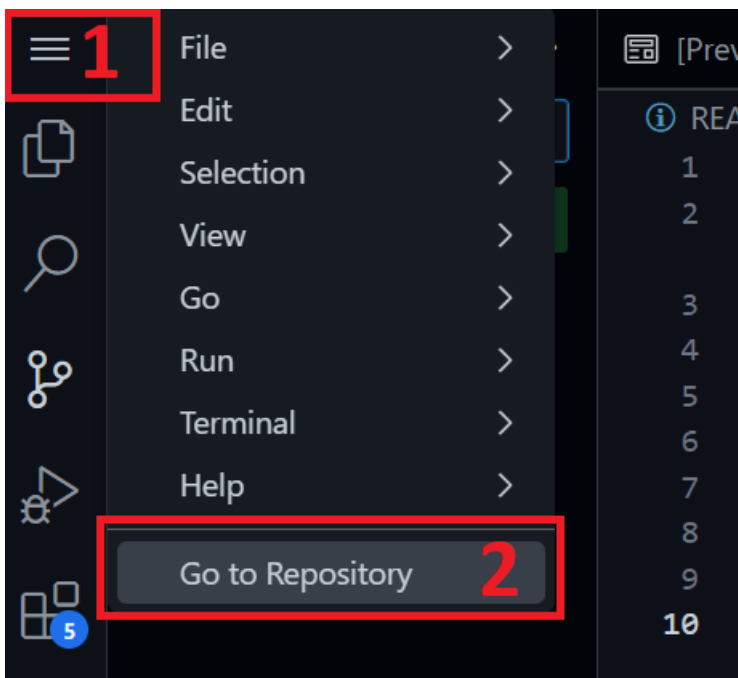 1
File
Edit
Selection
View
Go
Run
Terminal
Help
Go to Repository 2
5
[Prev
REA
1
2
3
4
5
6
7
8
9
10